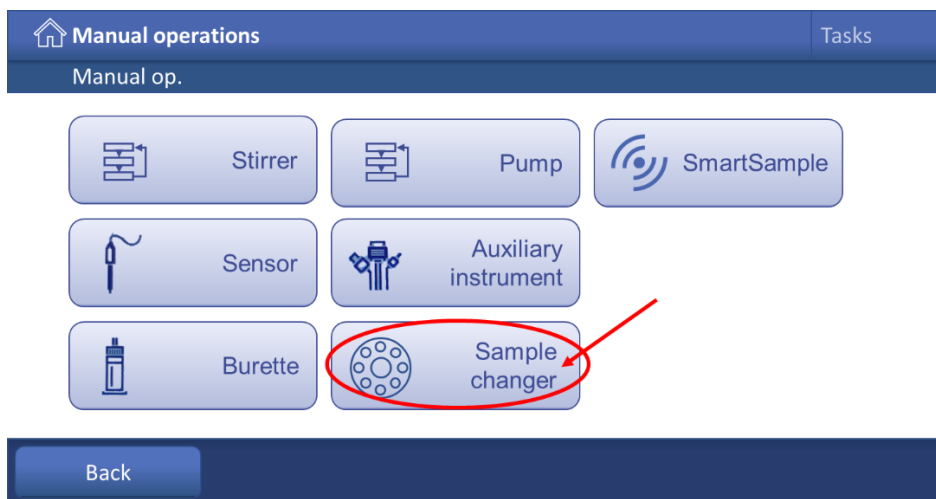 Manual operations
Tasks
Manual op.
Stirrer
Pump
SmartSample
Sensor
Auxiliary
instrument
Burette
Sample
changer
Back